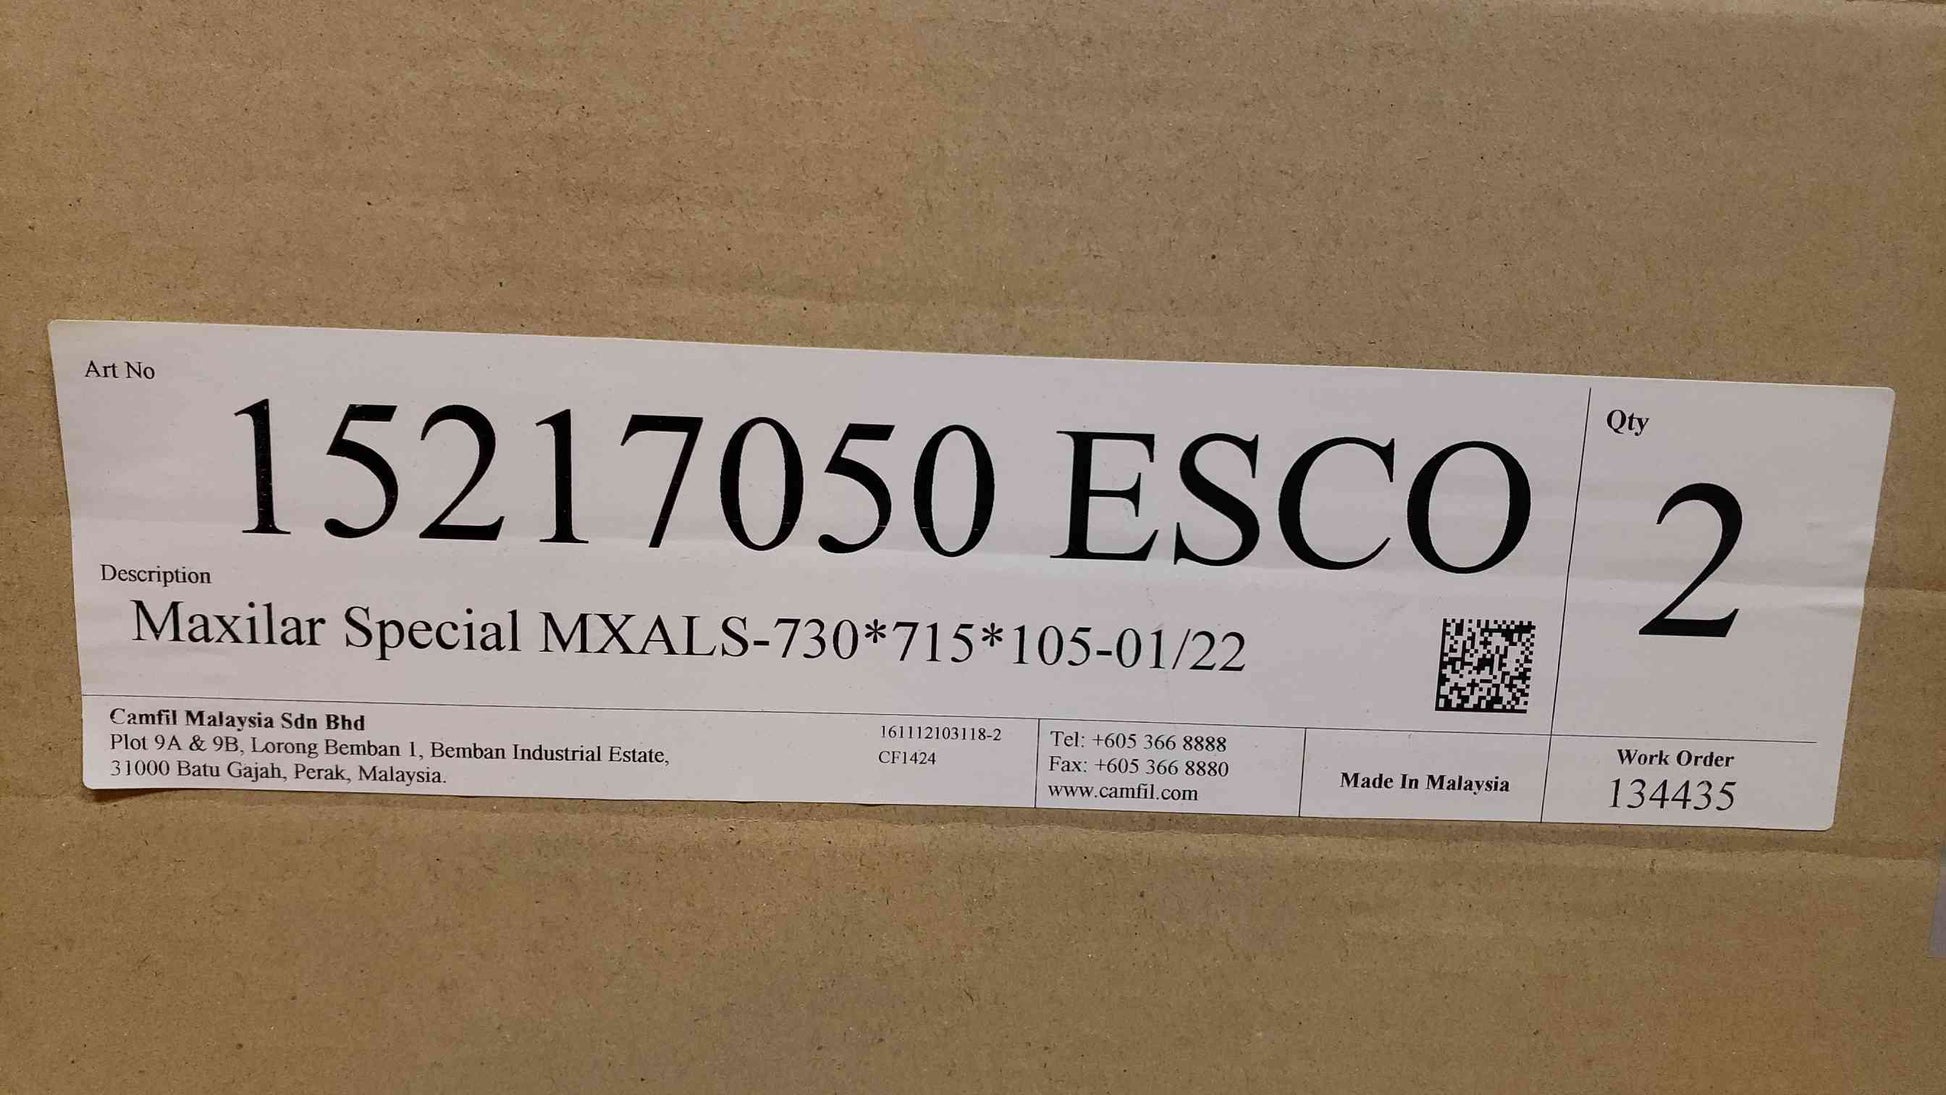 Art No
15217050 ESCO
Description
Maxilar Special MXALS-730*715*105-01/22
Qty
2
Camfil Malaysia Sdn Bhd
Plot 9A & 9B, Lorong Bemban 1, Bemban Industrial Estate,
31000 Batu Gajah, Perak, Malaysia.
161112103118-2
CF1424
Tel: +605 366 8888
Fax: +605 366 8880
www.camfil.com
Made In Malaysia
Work Order
134435